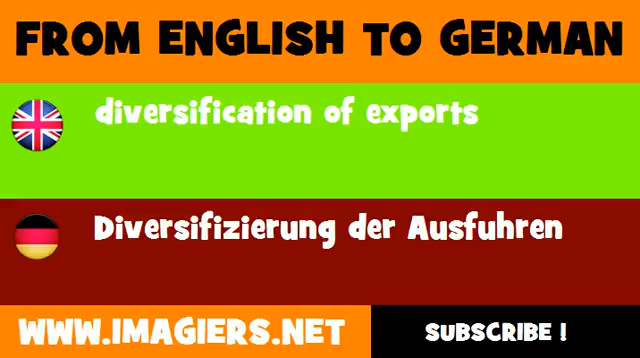 FROM ENGLISH TO GERMAN
diversification of exports
Diversifizierung der Ausfuhren
WWW.IMAGIERS.NET
SUBSCRIBE !